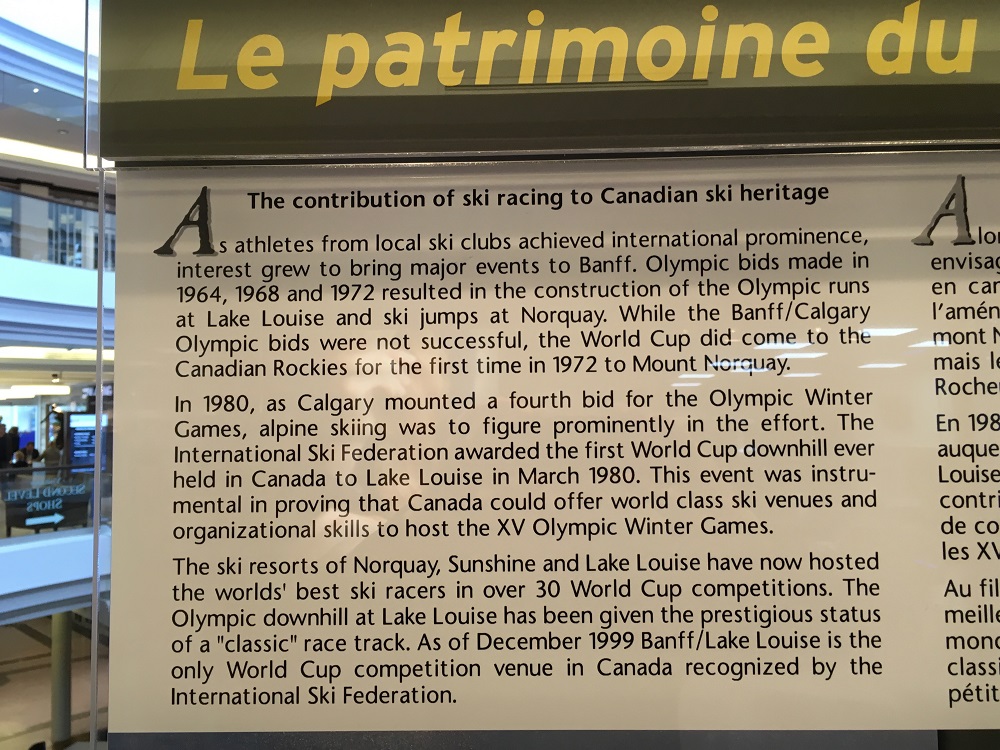 Le patrimoine du
The contribution of ski racing to Canadian ski heritage
As athletes from local ski clubs achieved international prominence,
interest grew to bring major events to Banff. Olympic bids made in
1964, 1968 and 1972 resulted in the construction of the Olympic runs
at Lake Louise and ski jumps at Norquay. While the Banff/Calgary
Olympic bids were not successful, the World Cup did come to the
Canadian Rockies for the first time in 1972 to Mount Norquay.
In 1980, as Calgary mounted a fourth bid for the Olympic Winter
Games, alpine skiing was to figure prominently in the effort. The
International Ski Federation awarded the first World Cup downhill ever
held in Canada to Lake Louise in March 1980. This event was instru-
mental in proving that Canada could offer world class ski venues and
organizational skills to host the XV Olympic Winter Games.
The ski resorts of Norquay, Sunshine and Lake Louise have now hosted
the worlds' best ski racers in over 30 World Cup competitions. The
Olympic downhill at Lake Louise has been given the prestigious status
of a "classic" race track. As of December 1999 Banff/Lake Louise is the
only World Cup competition venue in Canada recognized by the
International Ski Federation.
Alo
envisag
en can
l'amén
mont N
mais le
Rocher
En 198
auque
Louise
contri
de co
les XV
Au fil
meille
mond
classi
pétit
SECOND LEVEL
SHOPS